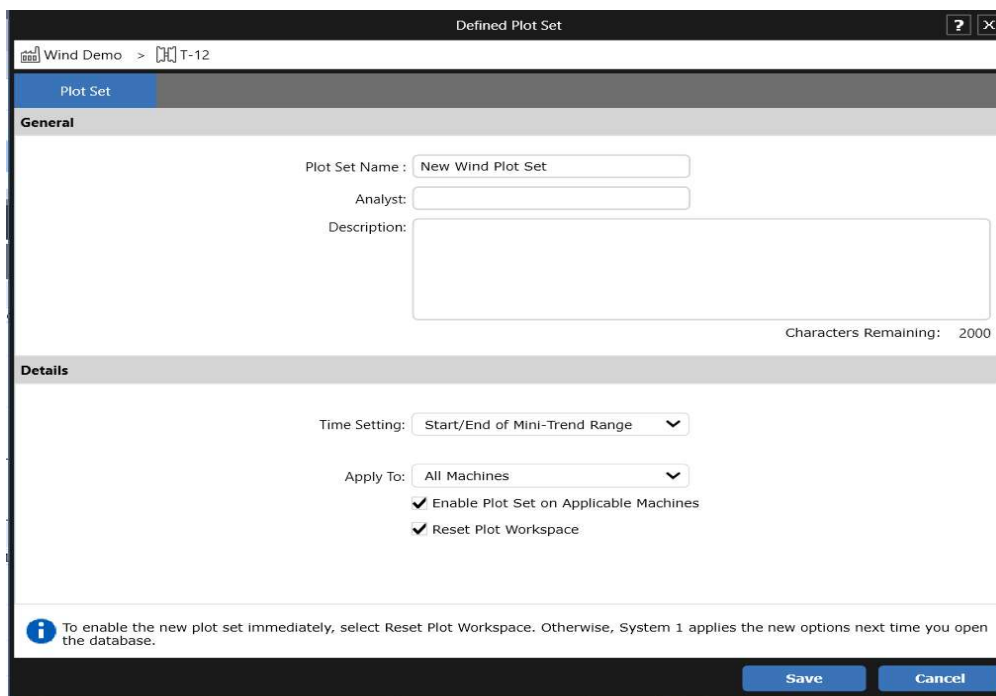 Defined Plot Set
?
Wind Demo > T-12
Plot Set
General
Plot Set Name : New Wind Plot Set
Analyst:
Description:
Characters Remaining: 2000
Details
Time Setting: Start/End of Mini-Trend Range
Apply To: All Machines
Enable Plot Set on Applicable Machines
Reset Plot Workspace
To enable the new plot set immediately, select Reset Plot Workspace. Otherwise, System 1 applies the new options next time you open
the database.
Save Cancel